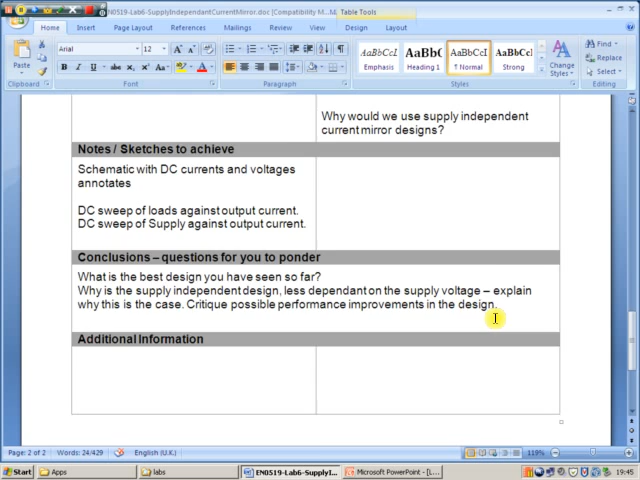 EN0519-Lab6-SupplyIndependantCurrentMirror.doc [Compatibility M...
Table Tools
Home Insert Page Layout References Mailings Review View Design Layout
Arial 12
Paste
Emphasis Heading 1 ¶ Normal Strong
Change Styles
Find
Replace
Select
Clipboard Font Paragraph Styles Editing
Why would we use supply independent
current mirror designs?
Notes / Sketches to achieve
Schematic with DC currents and voltages
annotates
DC sweep of loads against output current.
DC sweep of Supply against output current.
Conclusions – questions for you to ponder
What is the best design you have seen so far?
Why is the supply independent design, less dependant on the supply voltage – explain
why this is the case. Critique possible performance improvements in the design.
Additional Information
Page: 2 of 2 Words: 24/429 English (U.K.) 119%
Start Apps labs EN0519-Lab6-SupplyI... Microsoft PowerPoint - [L... 19:45